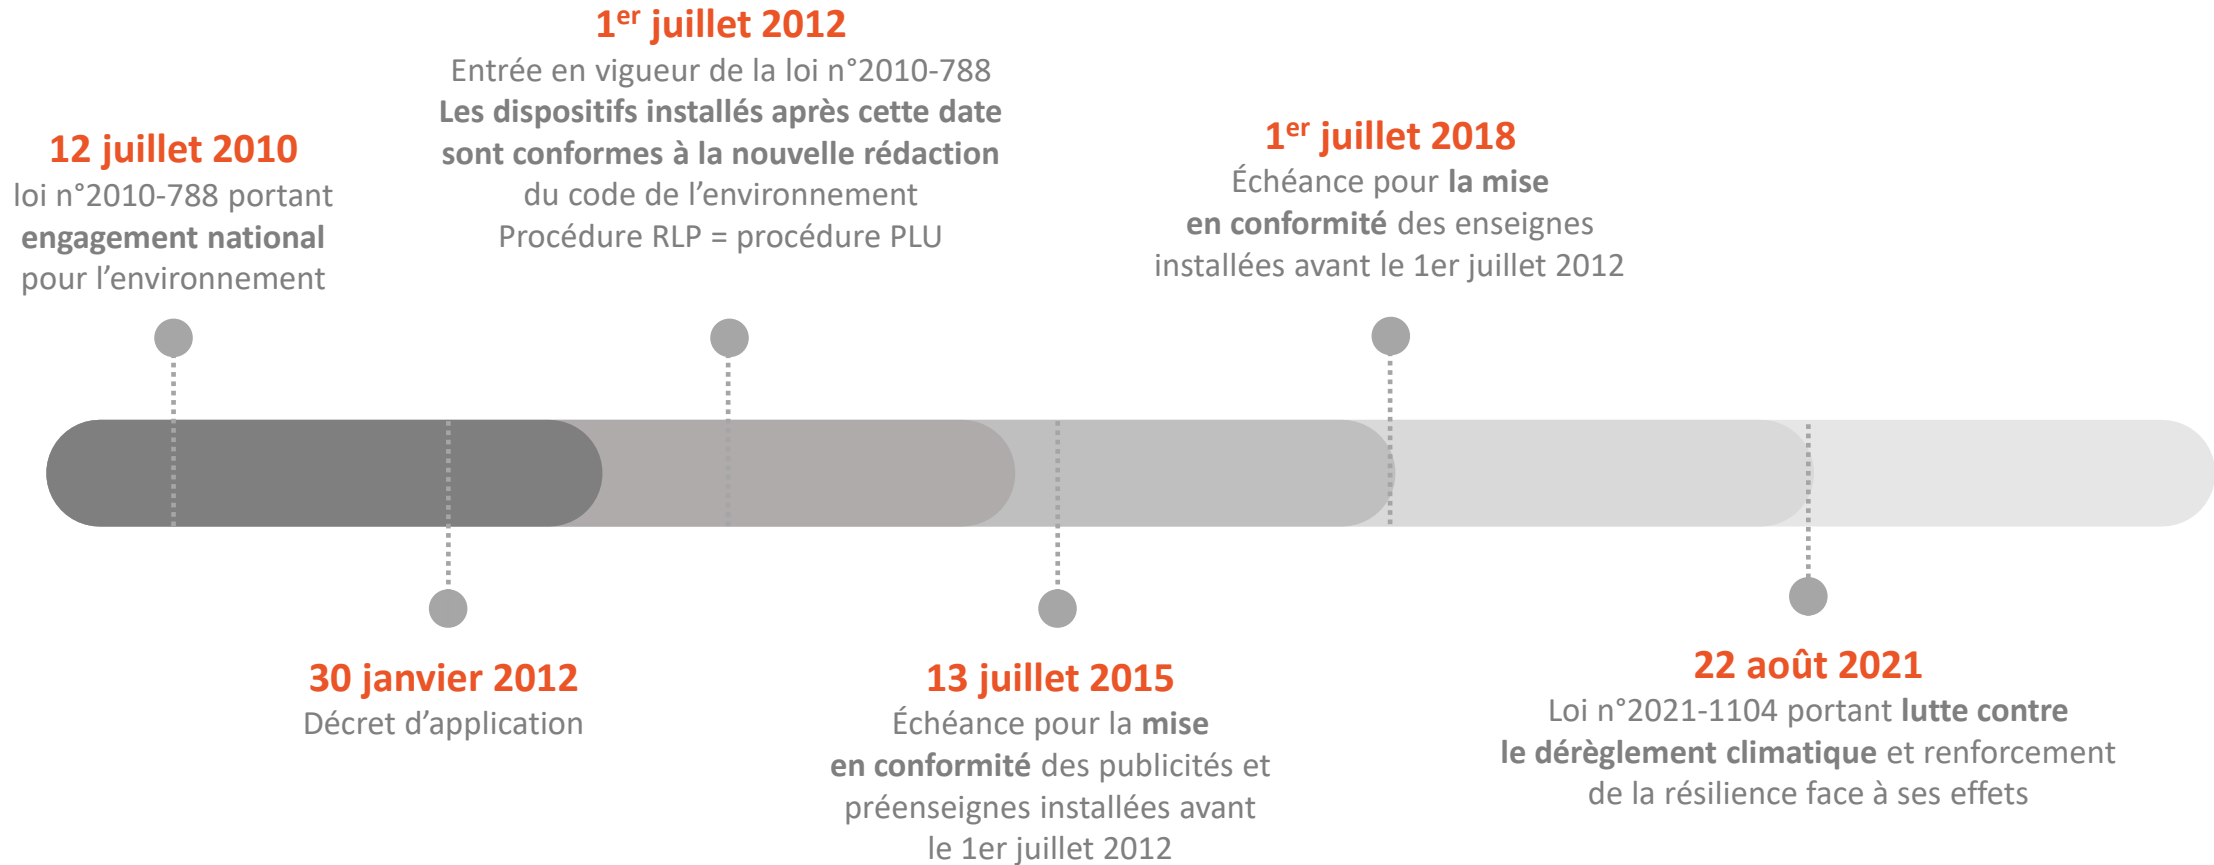 12 juillet 2010
loi n°2010-788 portant
engagement national
pour l’environnement
1er juillet 2012
Entrée en vigueur de la loi n°2010-788
Les dispositifs installés après cette date
sont conformes à la nouvelle rédaction
du code de l’environnement
Procédure RLP = procédure PLU
1er juillet 2018
Échéance pour la mise
en conformité des enseignes
installées avant le 1er juillet 2012
30 janvier 2012
Décret d’application
13 juillet 2015
Échéance pour la mise
en conformité des publicités et
préenseignes installées avant
le 1er juillet 2012
22 août 2021
Loi n°2021-1104 portant lutte contre
le dérèglement climatique et renforcement
de la résilience face à ses effets